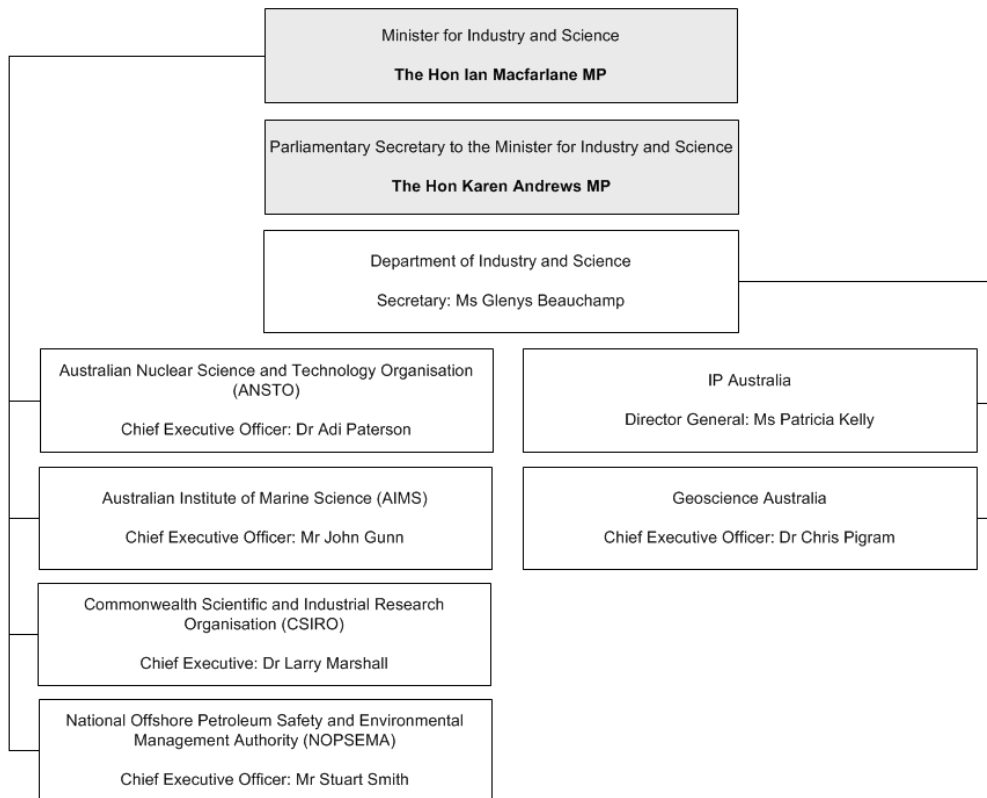 Minister for Industry and Science
The Hon Ian Macfarlane MP
Parliamentary Secretary to the Minister for Industry and Science
The Hon Karen Andrews MP
Department of Industry and Science
Secretary: Ms Glenys Beauchamp
Australian Nuclear Science and Technology Organisation
(ANSTO)
Chief Executive Officer: Dr Adi Paterson
IP Australia
Director General: Ms Patricia Kelly
Australian Institute of Marine Science (AIMS)
Chief Executive Officer: Mr John Gunn
Geoscience Australia
Chief Executive Officer: Dr Chris Pigram
Commonwealth Scientific and Industrial Research
Organisation (CSIRO)
Chief Executive: Dr Larry Marshall
National Offshore Petroleum Safety and Environmental
Management Authority (NOPSEMA)
Chief Executive Officer: Mr Stuart Smith